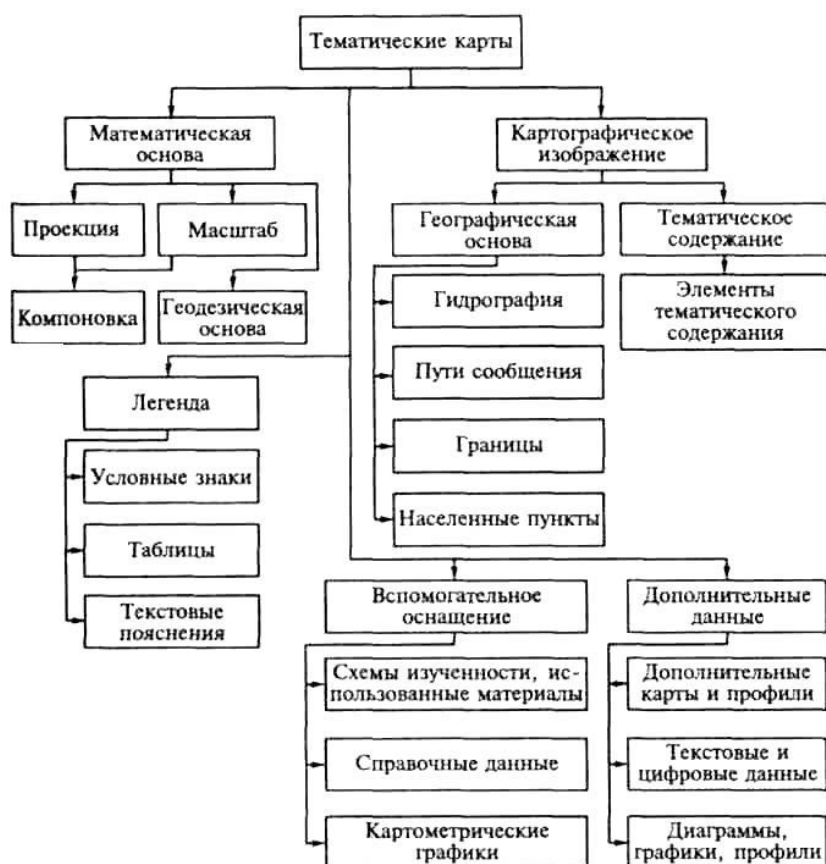 Тематические карты
Математическая
основа
Картографическое
изображение
Проекция
Масштаб
Географическая
основа
Тематическое
содержание
Компоновка
Геодезическая
основа
Гидрография
Элементы
тематического
содержания
Пути сообщения
Легенда
Границы
Условные знаки
Населенные пункты
Таблицы
Текстовые
пояснения
Вспомогательное
оснащение
Дополнительные
данные
Схемы изученности, ис-
пользованные материалы
Дополнительные
карты и профили
Справочные данные
Текстовые и
цифровые данные
Картометрические
графики
Диаграммы,
графики, профили